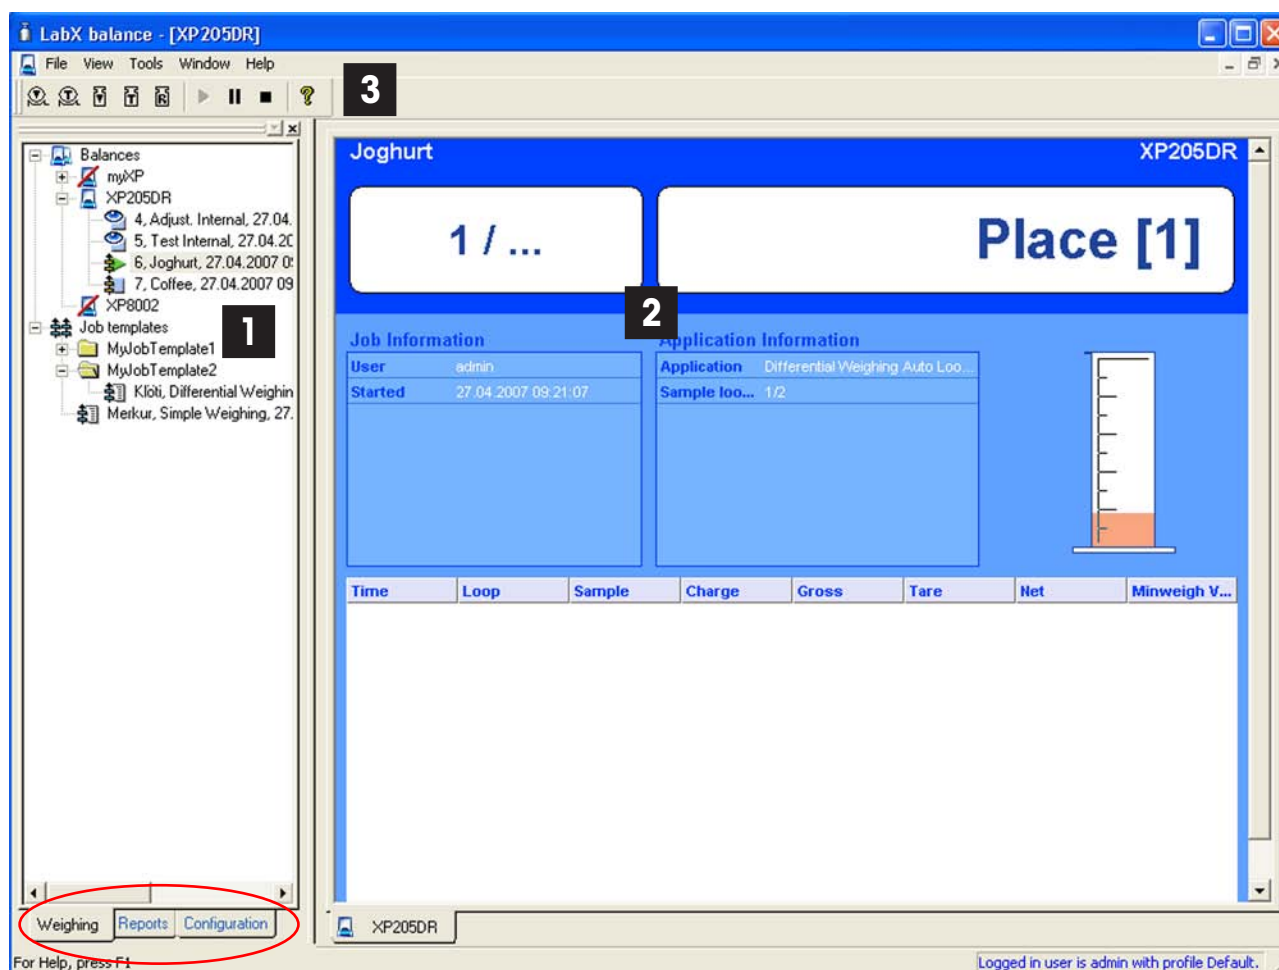 LabX balance - [XP205DR]
File View Tools Window Help
3
Balances
myXP
XP205DR
4, Adjust. Internal, 27.04.
5, Test Internal, 27.04.20
6, Joghurt, 27.04.2007 0
7, Coffee, 27.04.2007 09
XP8002
Job templates
MyJobTemplate1
MyJobTemplate2
Klöti, Differential Weighin
Merkur, Simple Weighing, 27.
1
Weighing Reports Configuration
Joghurt XP205DR
1 / ... Place [1]
2
Job Information Application Information
User admin Application Differential Weighing Auto Loo...
Started 27.04.2007 09:21:07 Sample loo... 1/2
Time Loop Sample Charge Gross Tare Net Minweigh V...
XP205DR
For Help, press F1 Logged in user is admin with profile Default.